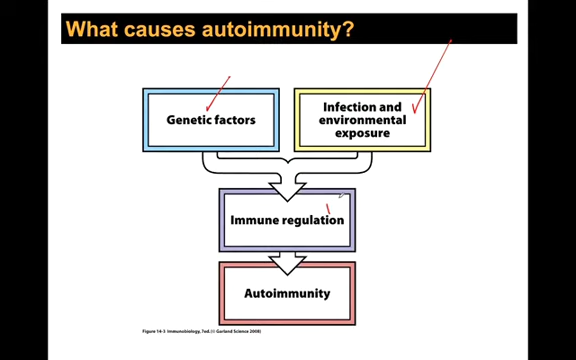 What causes autoimmunity?
Genetic factors
Infection and
environmental
exposure
Immune regulation
Autoimmunity
Figure 14-3 Immunobiology, 7ed. (© Garland Science 2008)